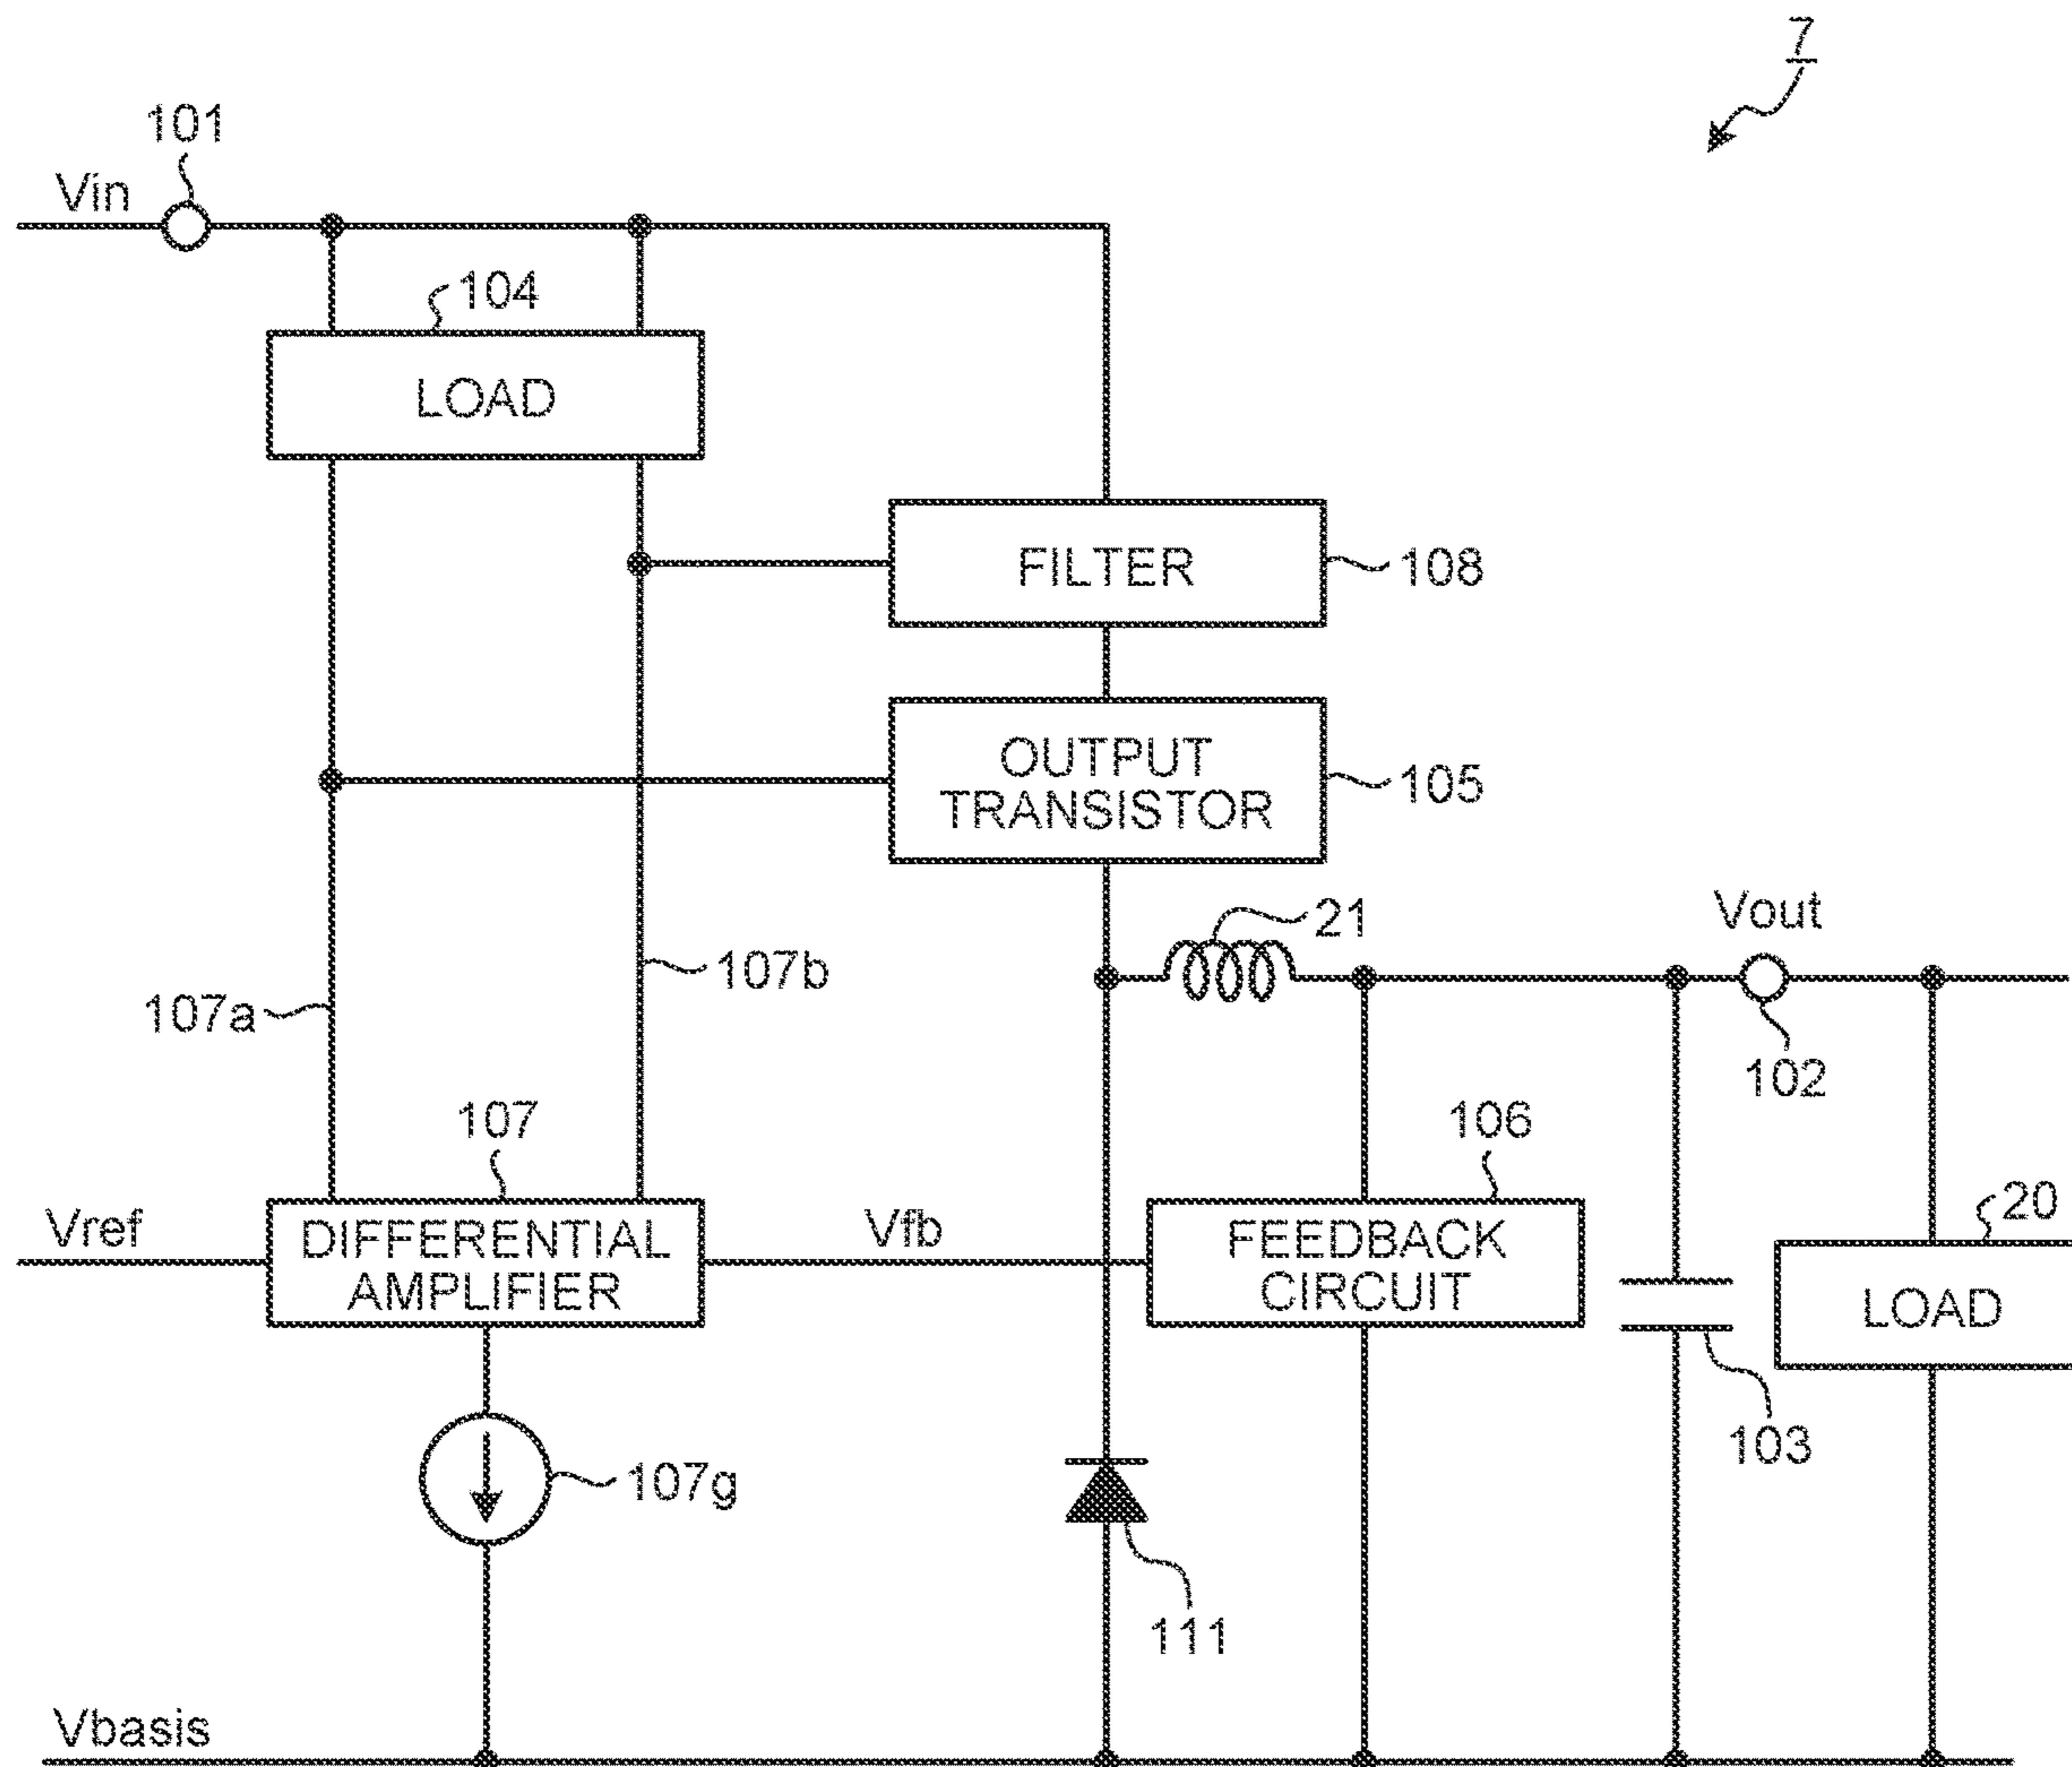 7
101
Vin
104
LOAD
FILTER
108
OUTPUT
TRANSISTOR
105
21
Vout
107b
107a
102
107
106
Vref
DIFFERENTIAL
AMPLIFIER
Vfb
FEEDBACK
CIRCUIT
20
LOAD
103
107g
111
Vbasis